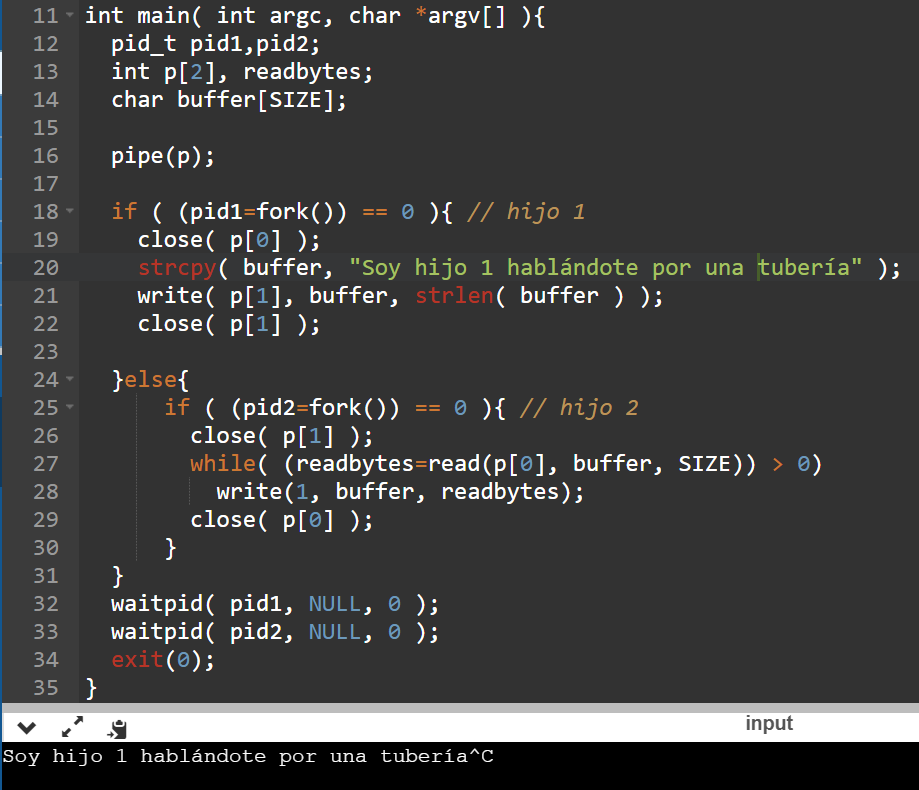 11 int main( int argc, char *argv[] ){
12   pid_t pid1,pid2;
13   int p[2], readbytes;
14   char buffer[SIZE];
15
16   pipe(p);
17
18   if ( (pid1=fork()) == 0 ){ // hijo 1
19     close( p[0] );
20     strcpy( buffer, "Soy hijo 1 hablándote por una tubería" );
21     write( p[1], buffer, strlen( buffer ) );
22     close( p[1] );
23
24   }else{
25       if ( (pid2=fork()) == 0 ){ // hijo 2
26         close( p[1] );
27         while( (readbytes=read(p[0], buffer, SIZE)) > 0)
28           write(1, buffer, readbytes);
29         close( p[0] );
30       }
31   }
32   waitpid( pid1, NULL, 0 );
33   waitpid( pid2, NULL, 0 );
34   exit(0);
35 }
input
Soy hijo 1 hablándote por una tubería^C